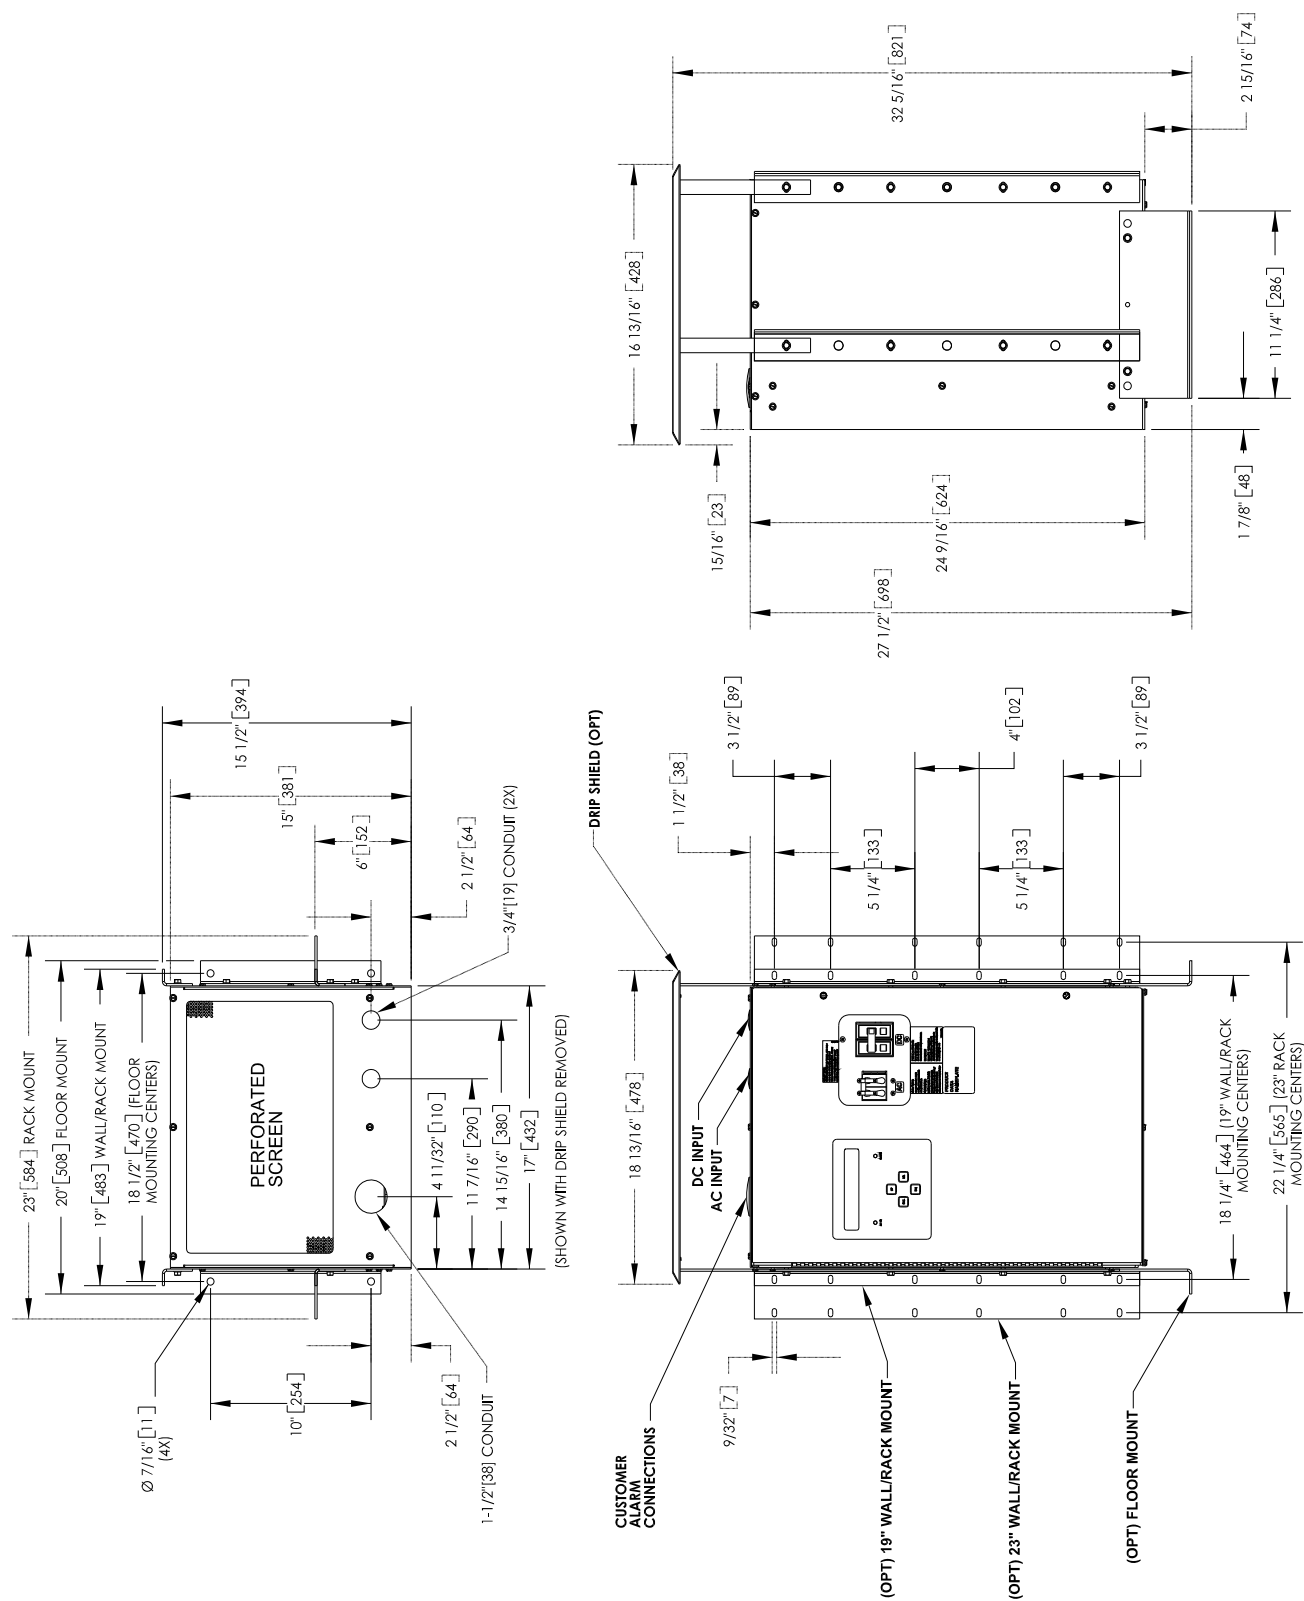 23" [584] RACK MOUNT
20" [508] FLOOR MOUNT
19" [483] WALL/RACK MOUNT
18 1/2" [470] (FLOOR
MOUNTING CENTERS)
Ø 7/16" [11]
(4X)
10" [254]
2 1/2" [64]
1-1/2"[38] CONDUIT
PERFORATED
SCREEN
15 1/2" [394]
15" [381]
6" [152]
2 1/2" [64]
3/4"[19] CONDUIT (2X)
4 11/32" [110]
11 7/16" [290]
14 15/16" [380]
17" [432]
(SHOWN WITH DRIP SHIELD REMOVED)
DRIP SHIELD (OPT)
18 13/16" [478]
CUSTOMER
ALARM
CONNECTIONS
DC INPUT
AC INPUT
1 1/2" [38]
3 1/2" [89]
5 1/4" [133]
4" [102]
5 1/4" [133]
3 1/2" [89]
9/32" [7]
AC
DC
(OPT) 19" WALL/RACK MOUNT
(OPT) 23" WALL/RACK MOUNT
(OPT) FLOOR MOUNT
18 1/4" [464] (19" WALL/RACK
MOUNTING CENTERS)
22 1/4" [565] (23" RACK
MOUNTING CENTERS)
16 13/16" [428]
15/16" [23]
32 5/16" [821]
2 15/16" [74]
24 9/16" [624]
27 1/2" [698]
11 1/4" [286]
1 7/8" [48]